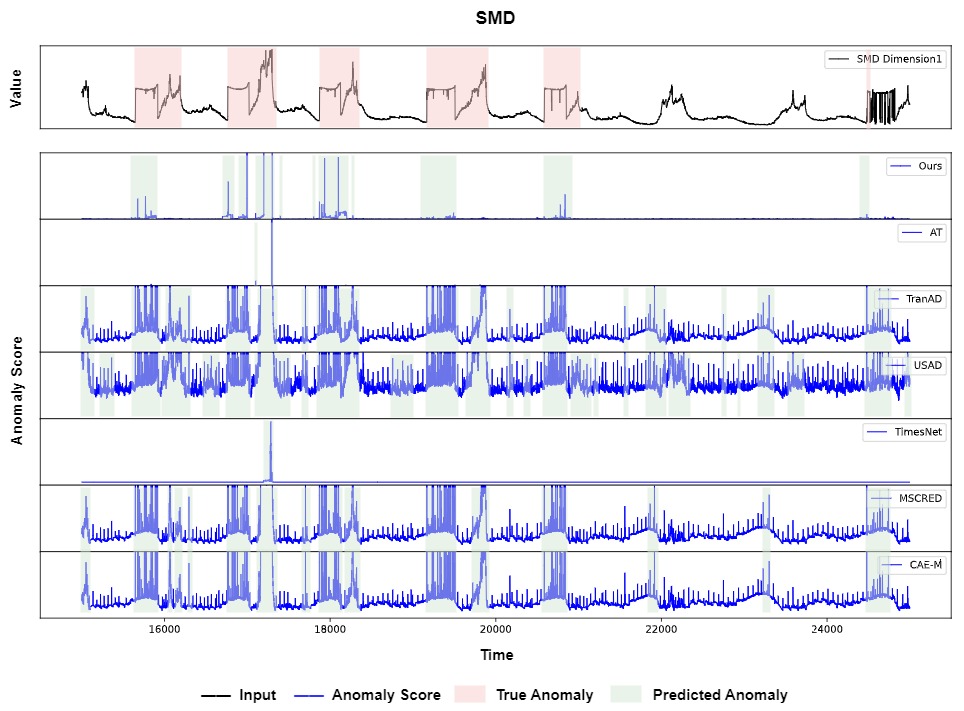 SMD
Value
SMD Dimension1
Ours
AT
TranAD
USAD
Anomaly Score
TimesNet
MSCRED
CAE-M
16000 18000 20000 22000 24000
Time
Input Anomaly Score True Anomaly Predicted Anomaly